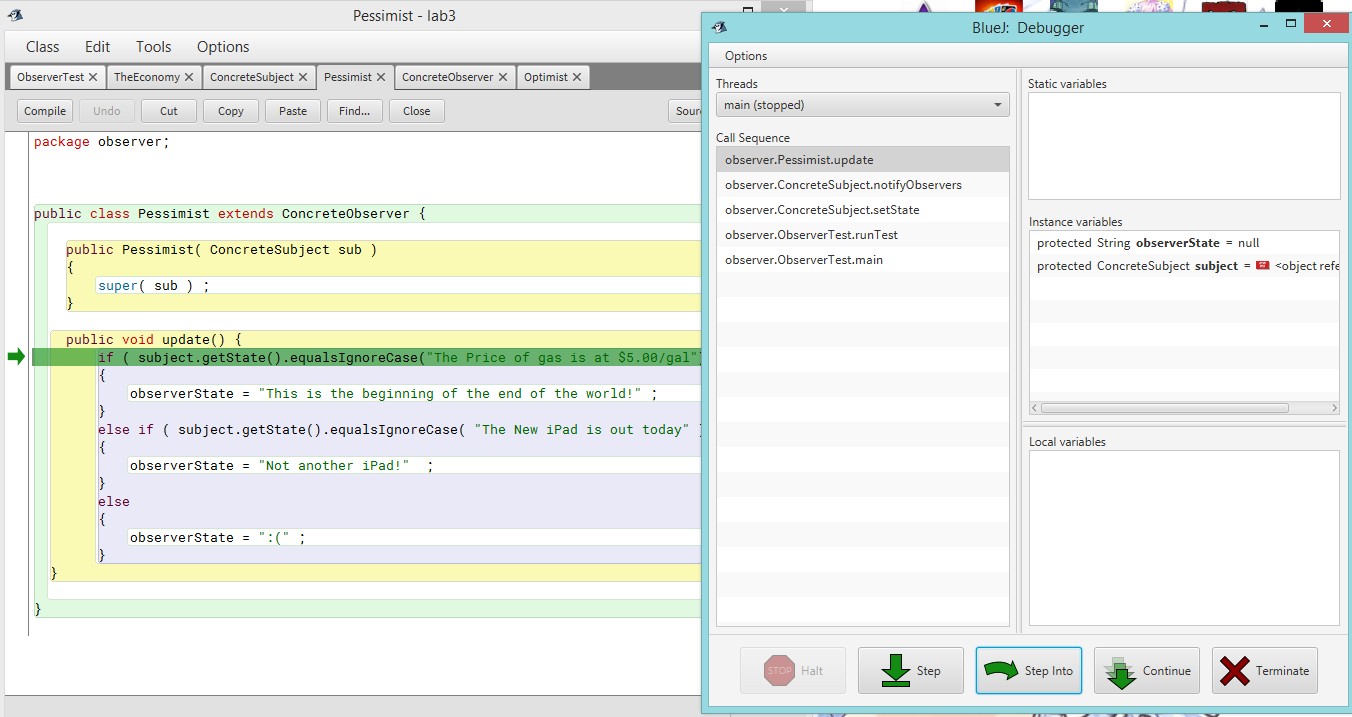 Pessimist - lab3
Class Edit Tools Options
ObserverTest TheEconomy ConcreteSubject Pessimist ConcreteObserver Optimist
Compile Undo Cut Copy Paste Find... Close Sour
package observer;
public class Pessimist extends ConcreteObserver {
public Pessimist( ConcreteSubject sub )
{
super( sub ) ;
}
public void update() {
if ( subject.getState().equalsIgnoreCase("The Price of gas is at $5.00/gal")
{
observerState = "This is the beginning of the end of the world!" ;
}
else if ( subject.getState().equalsIgnoreCase( "The New iPad is out today" )
{
observerState = "Not another iPad!"  ;
}
else
{
observerState = ":(" ;
}
}
}
BlueJ: Debugger
Options
Threads
main (stopped)
Call Sequence
observer.Pessimist.update
observer.ConcreteSubject.notifyObservers
observer.ConcreteSubject.setState
observer.ObserverTest.runTest
observer.ObserverTest.main
Static variables
Instance variables
protected String observerState = null
protected ConcreteSubject subject = <object refe
Local variables
STOP Halt Step Step Into Continue Terminate